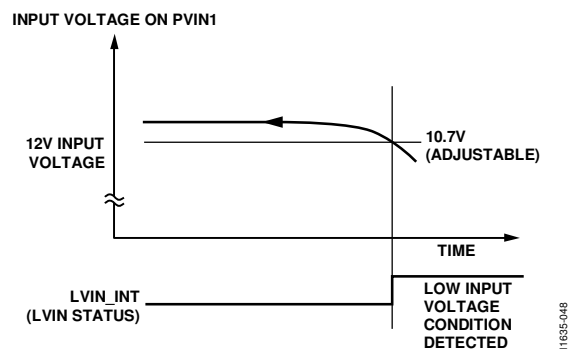 INPUT VOLTAGE ON PVIN1
12V INPUT
VOLTAGE
10.7V
(ADJUSTABLE)
TIME
LVIN_INT
(LVIN STATUS)
LOW INPUT
VOLTAGE
CONDITION
DETECTED
11635-048